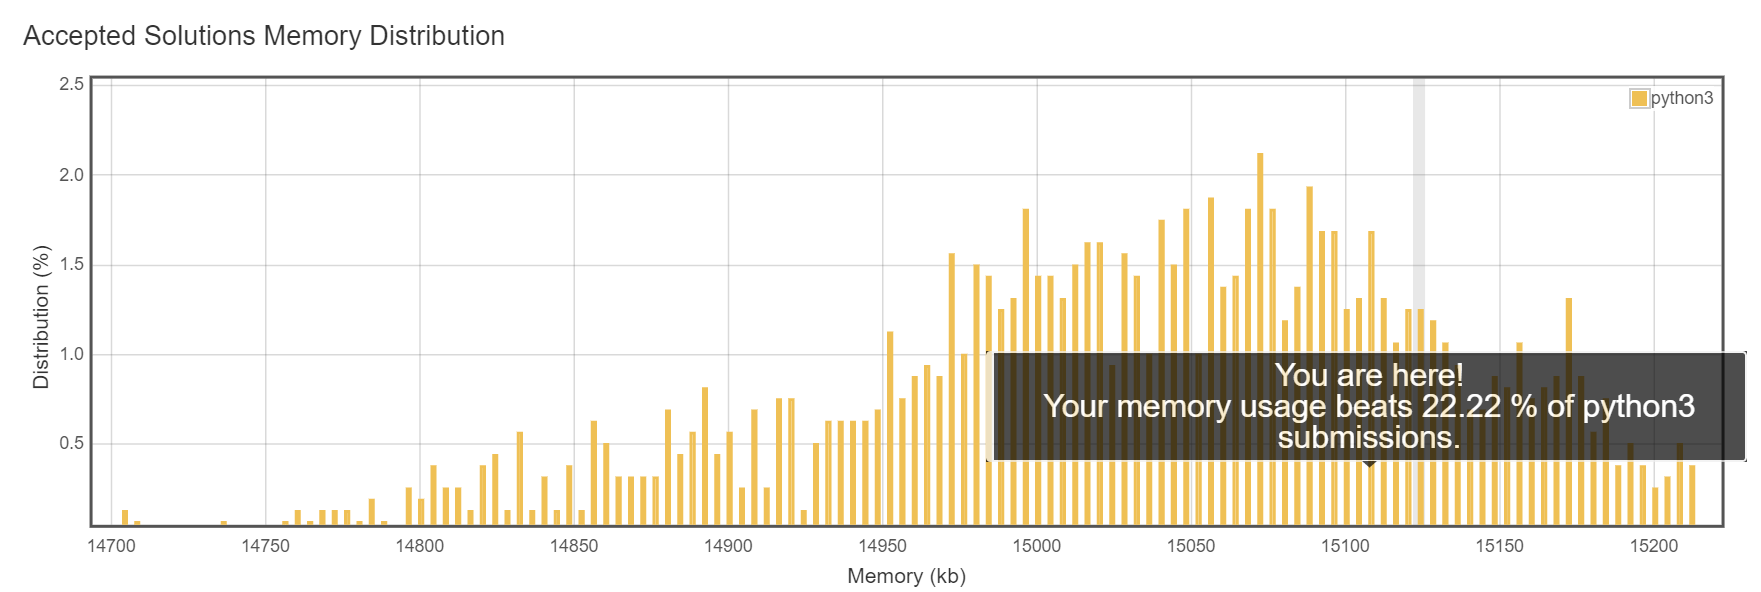 Accepted Solutions Memory Distribution
2.5
python3
2.0
1.5
Distribution (%)
1.0
You are here!
Your memory usage beats 22.22 % of python3
submissions.
0.5
14700 14750 14800 14850 14900 14950 15000 15050 15100 15150 15200
Memory (kb)